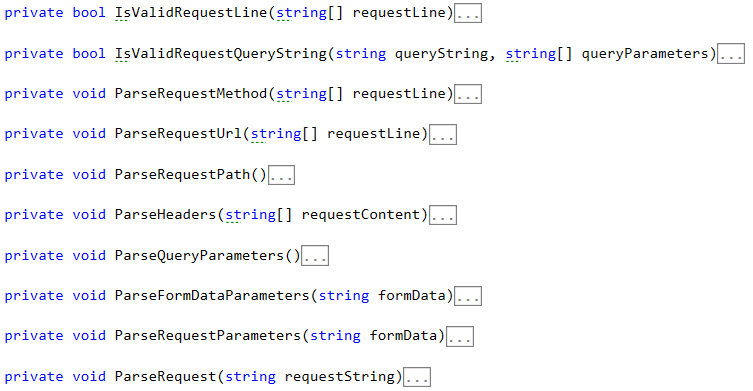 private bool IsValidRequestLine(string[] requestLine)...
private bool IsValidRequestQueryString(string queryString, string[] queryParameters)...
private void ParseRequestMethod(string[] requestLine)...
private void ParseRequestUrl(string[] requestLine)...
private void ParseRequestPath()...
private void ParseHeaders(string[] requestContent)...
private void ParseQueryParameters()...
private void ParseFormDataParameters(string formData)...
private void ParseRequestParameters(string formData)...
private void ParseRequest(string requestString)...